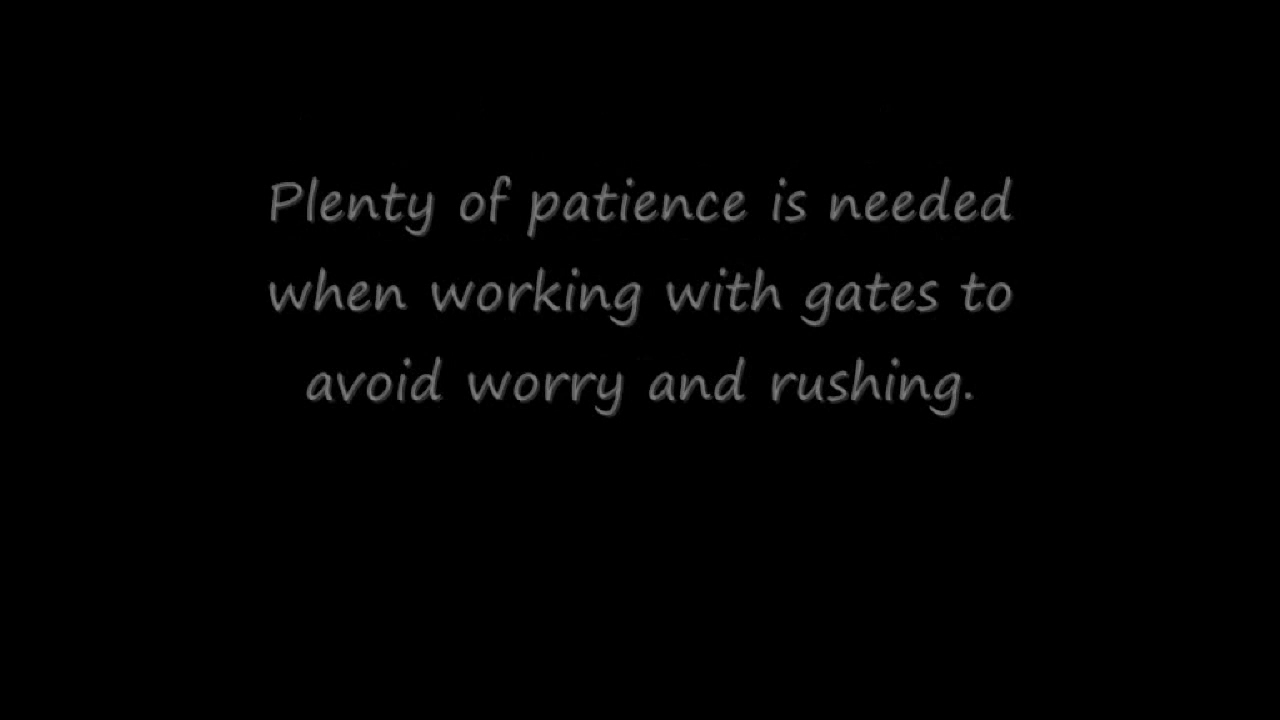 Plenty of patience is needed
when working with gates to
avoid worry and rushing.